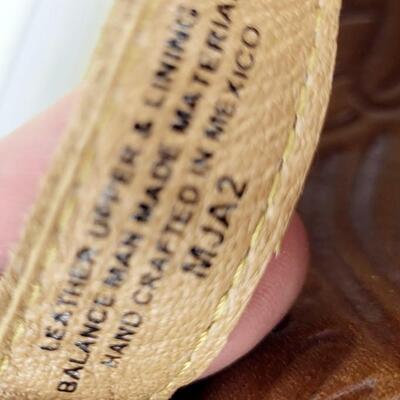 LEATHER UPPER & LINING
BALANCE MAN MADE MATERIAL
HAND CRAFTED IN MEXICO
MJA2